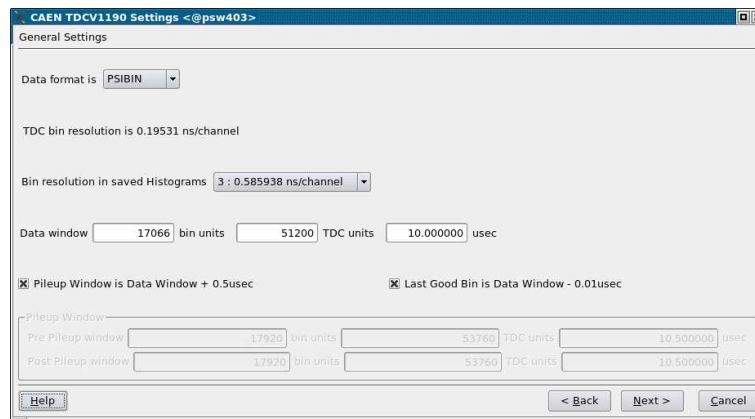 CAEN TDCV1190 Settings <@psw403>
General Settings
Data format is PSIBIN
TDC bin resolution is 0.19531 ns/channel
Bin resolution in saved Histograms 3 : 0.585938 ns/channel
Data window 17066 bin units 51200 TDC units 10.000000 usec
Pileup Window is Data Window + 0.5usec Last Good Bin is Data Window - 0.01usec
Pileup Window
Pre Pileup window 17920 bin units 53760 TDC units 10.500000 usec
Post Pileup window 17920 bin units 53760 TDC units 10.500000 usec
Help < Back Next > Cancel